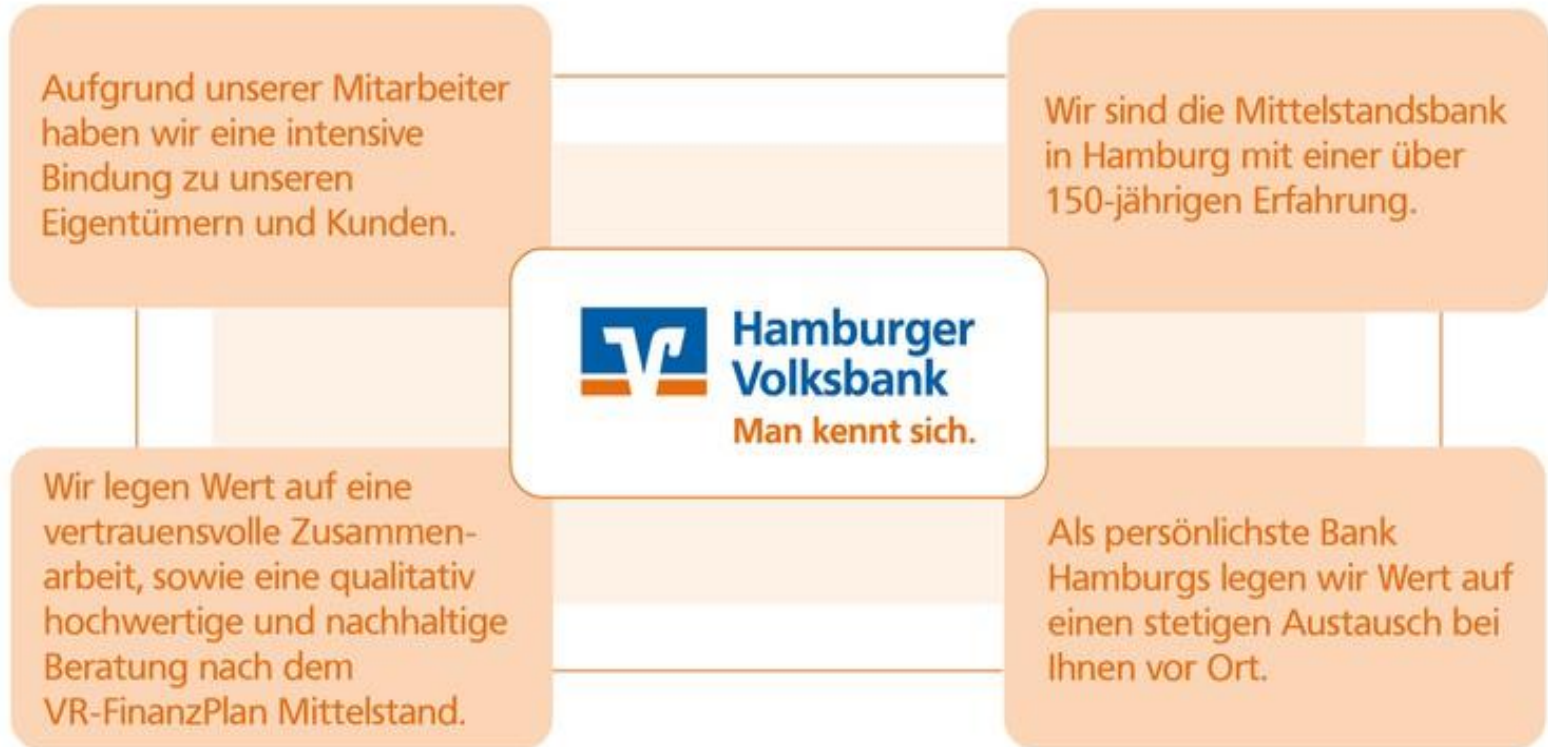 Aufgrund unserer Mitarbeiter
haben wir eine intensive
Bindung zu unseren
Eigentümern und Kunden.
Wir sind die Mittelstandsbank
in Hamburg mit einer über
150-jährigen Erfahrung.
Hamburger
Volksbank
Man kennt sich.
Wir legen Wert auf eine
vertrauensvolle Zusammen-
arbeit, sowie eine qualitativ
hochwertige und nachhaltige
Beratung nach dem
VR-FinanzPlan Mittelstand.
Als persönlichste Bank
Hamburgs legen wir Wert auf
einen stetigen Austausch bei
Ihnen vor Ort.